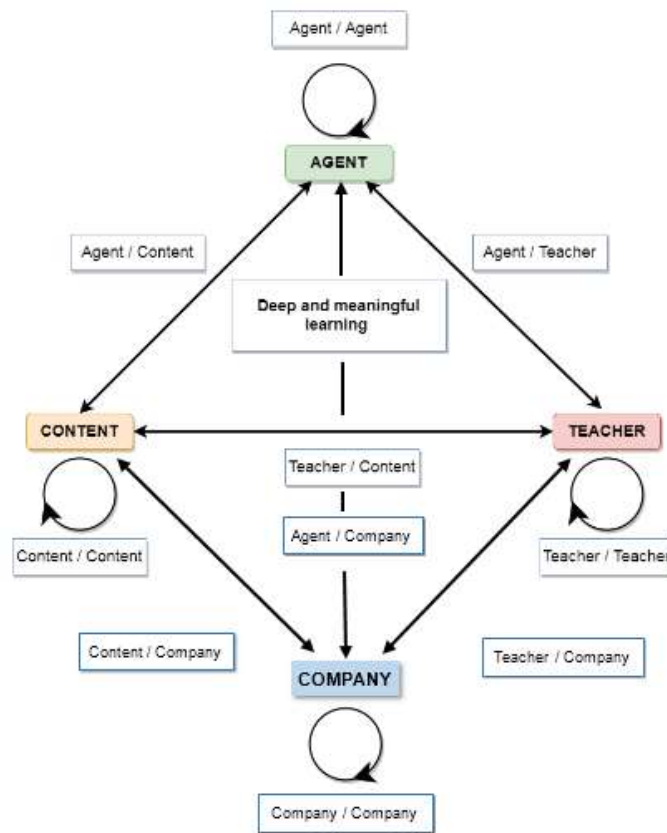 Agent / Agent
AGENT
Agent / Content
Agent / Teacher
Deep and meaningful
learning
CONTENT
TEACHER
Teacher / Content
Agent / Company
Content / Content
Teacher / Teacher
Content / Company
Teacher / Company
COMPANY
Company / Company